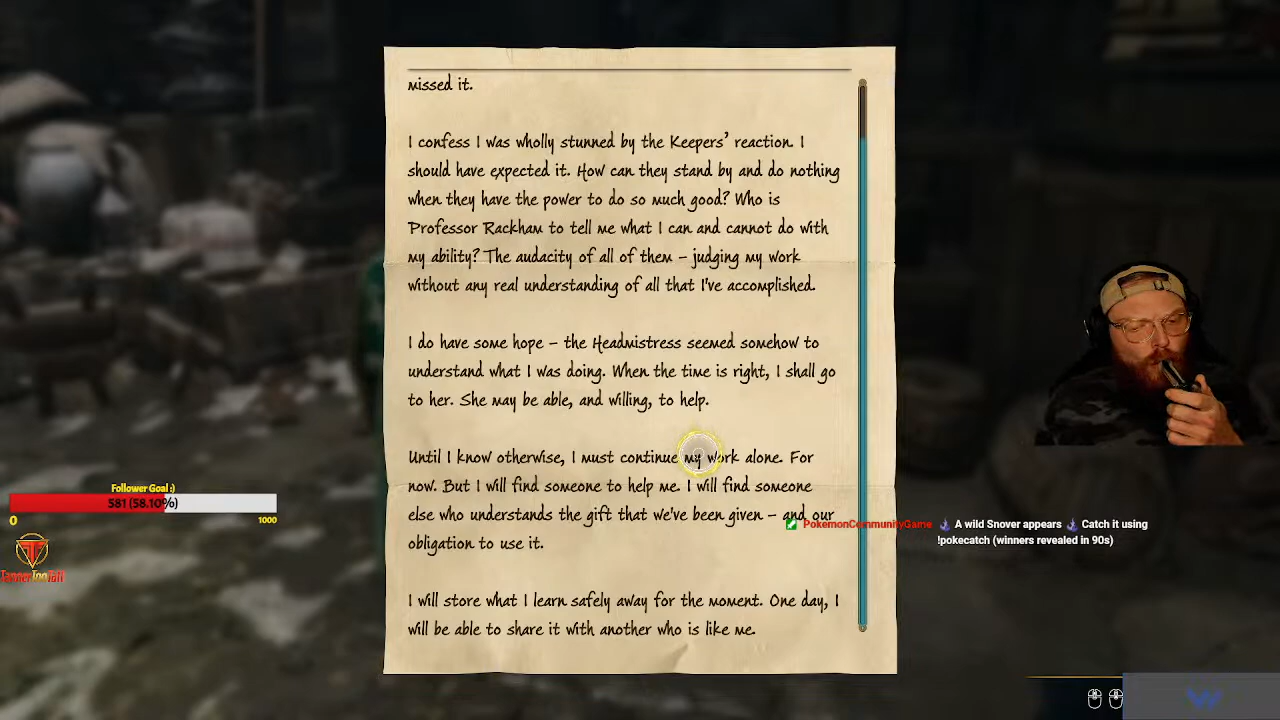 missed it.
I confess I was wholly stunned by the Keepers' reaction. I
should have expected it. How can they stand by and do nothing
when they have the power to do so much good? Who is
Professor Rackham to tell me what I can and cannot do with
my ability? The audacity of all of them – judging my work
without any real understanding of all that I've accomplished.
I do have some hope – the Headmistress seemed somehow to
understand what I was doing. When the time is right, I shall go
to her. She may be able, and willing, to help.
Until I know otherwise, I must continue my work alone. For
now. But I will find someone to help me. I will find someone
else who understands the gift that we've been given – and our
obligation to use it.
I will store what I learn safely away for the moment. One day, I
will be able to share it with another who is like me.
Follower Goal :)
581 (58.10%)
0 1000
TannerTooTall
PokemonCommunityGame A wild Snover appears Catch it using
!pokecatch (winners revealed in 90s)